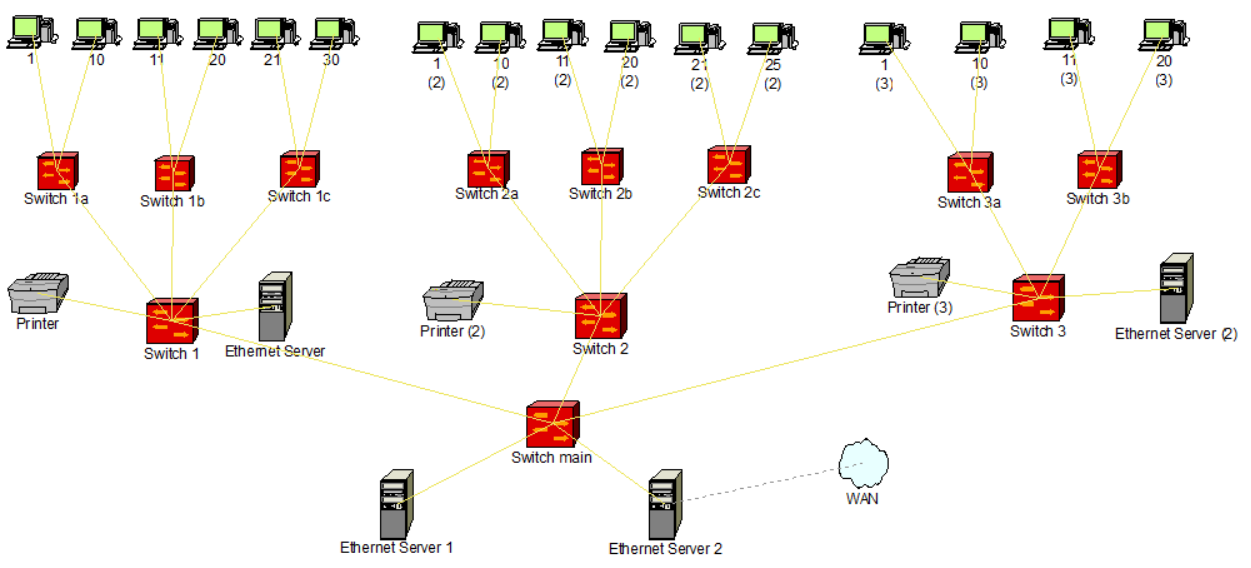 1 10 11 20 21 30 1 10 11 20 21 25 1 10 11 20
(2) (2) (2) (2) (2) (2) (3) (3) (3) (3)
Switch 1a Switch 1b Switch 1c Switch 2a Switch 2b Switch 2c Switch 3a Switch 3b
Printer Switch 1 Ethernet Server Printer (2) Switch 2 Printer (3) Switch 3 Ethernet Server (2)
Switch main
WAN
Ethernet Server 1 Ethernet Server 2